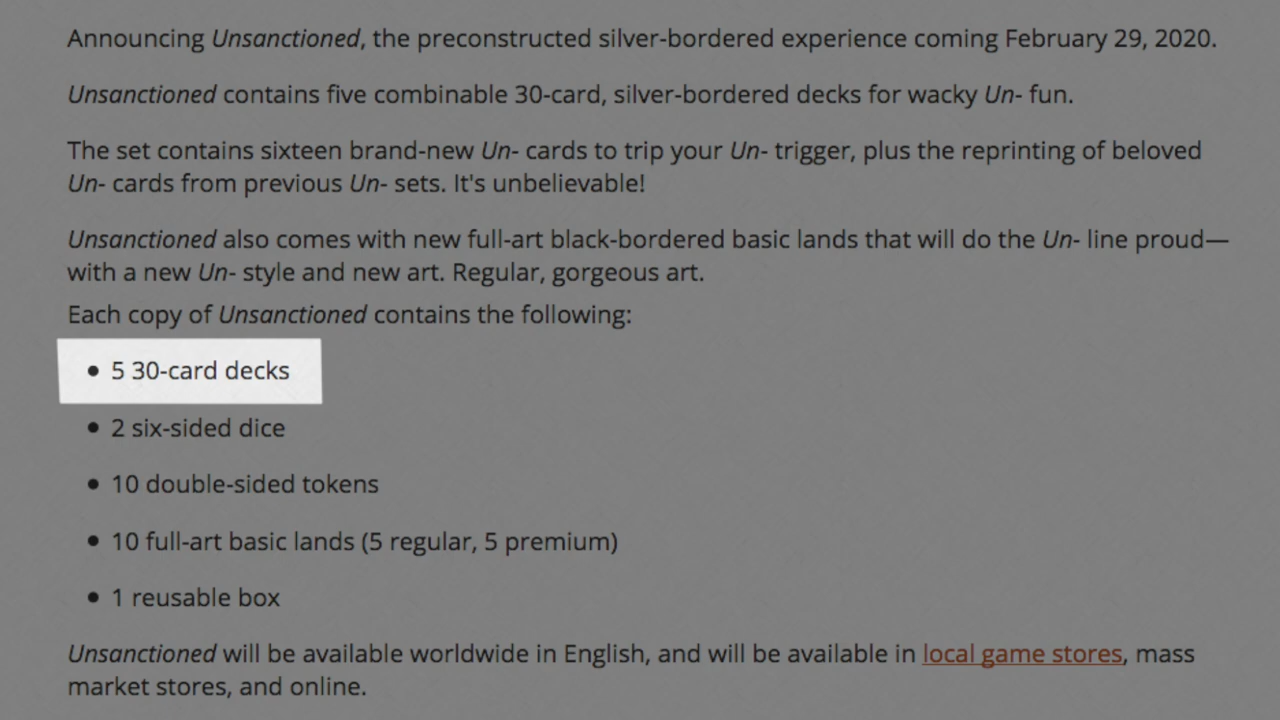 Announcing Unsanctioned, the preconstructed silver-bordered experience coming February 29, 2020.
Unsanctioned contains five combinable 30-card, silver-bordered decks for wacky Un- fun.
The set contains sixteen brand-new Un- cards to trip your Un- trigger, plus the reprinting of beloved
Un- cards from previous Un- sets. It's unbelievable!
Unsanctioned also comes with new full-art black-bordered basic lands that will do the Un- line proud—
with a new Un- style and new art. Regular, gorgeous art.
Each copy of Unsanctioned contains the following:
• 5 30-card decks
• 2 six-sided dice
• 10 double-sided tokens
• 10 full-art basic lands (5 regular, 5 premium)
• 1 reusable box
Unsanctioned will be available worldwide in English, and will be available in local game stores, mass
market stores, and online.